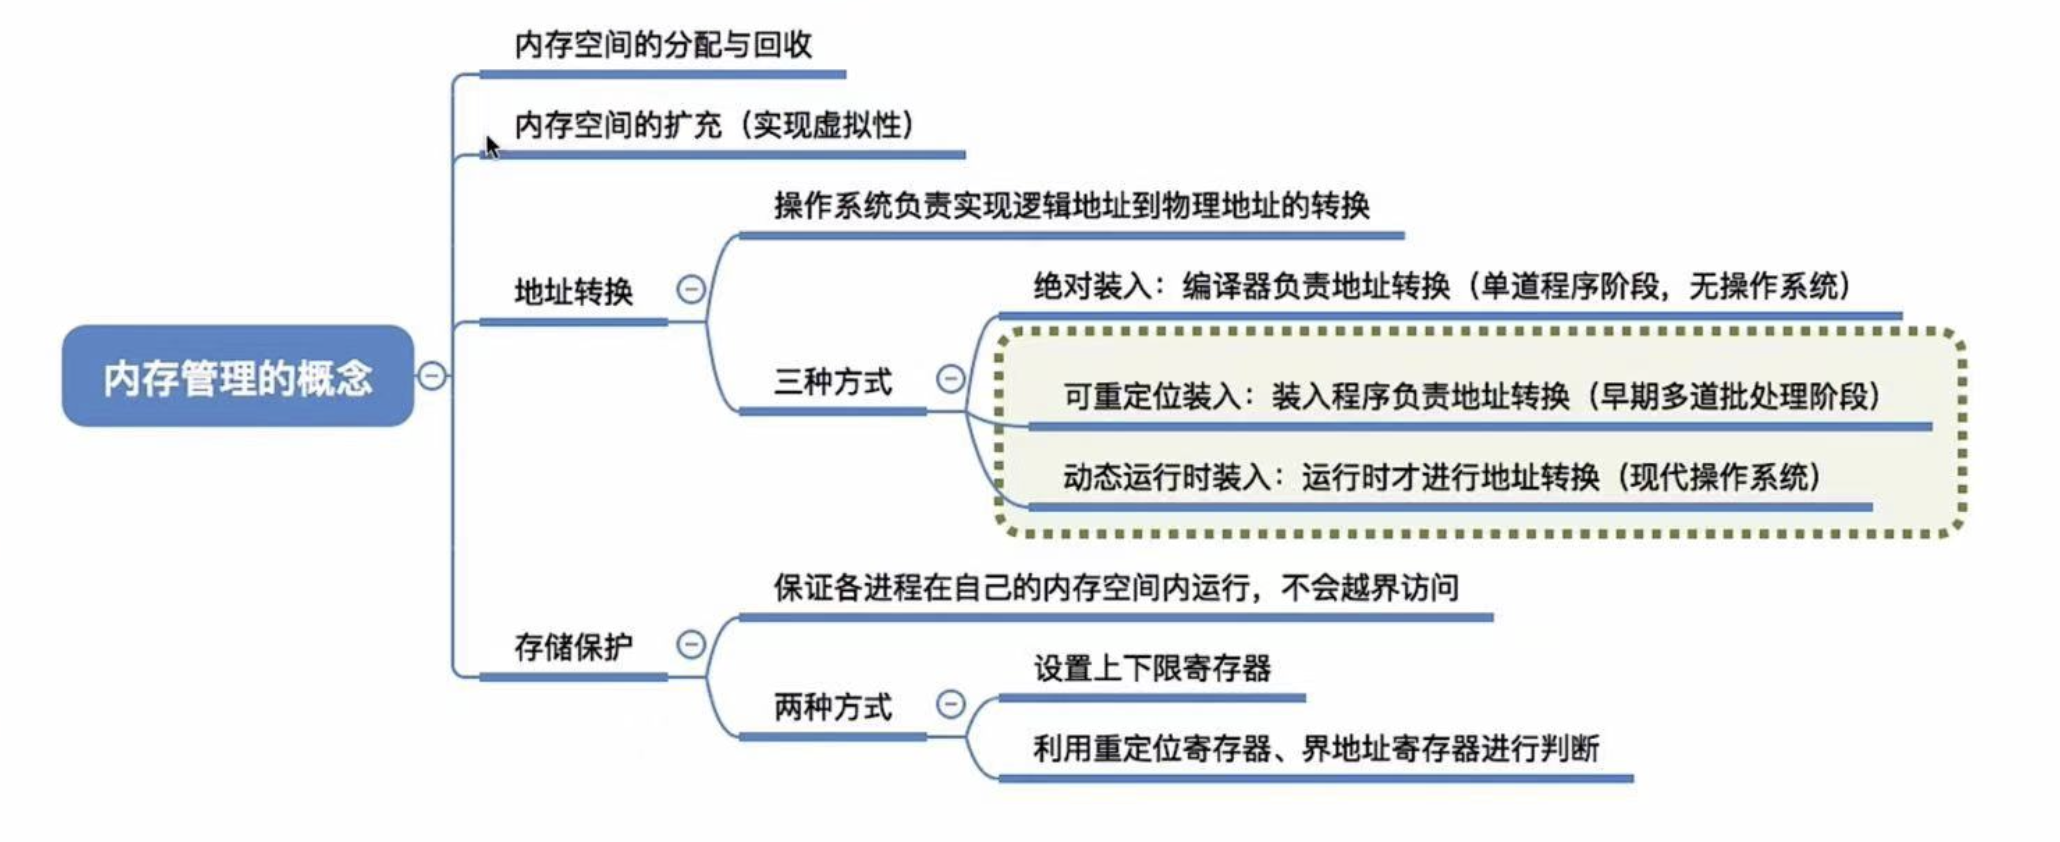 内存空间的分配与回收
内存空间的扩充（实现虚拟性）
操作系统负责实现逻辑地址到物理地址的转换
地址转换
绝对装入：编译器负责地址转换（单道程序阶段，无操作系统）
三种方式
可重定位装入：装入程序负责地址转换（早期多道批处理阶段）
动态运行时装入：运行时才进行地址转换（现代操作系统）
内存管理的概念
保证各进程在自己的内存空间内运行，不会越界访问
存储保护
设置上下限寄存器
两种方式
利用重定位寄存器、界地址寄存器进行判断